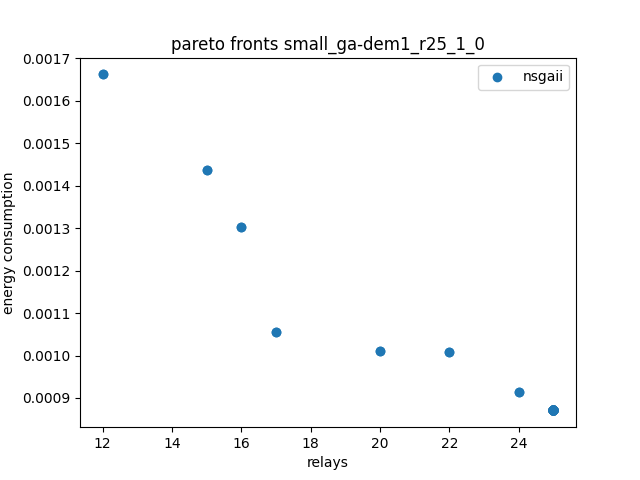 pareto fronts small_ga-dem1_r25_1_0
nsgaii
0.0017
0.0016
0.0015
0.0014
0.0013
0.0012
0.0011
0.0010
0.0009
energy consumption
12 14 16 18 20 22 24
relays